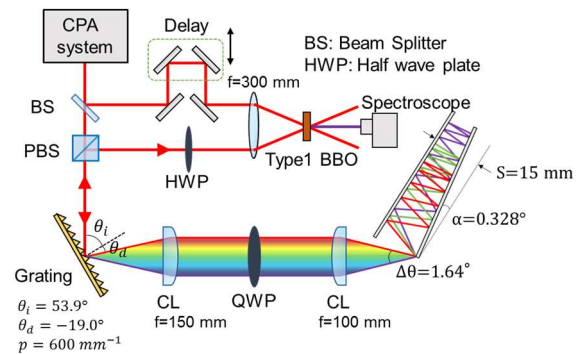 CPA
system
Delay
BS: Beam Splitter
HWP: Half wave plate
f=300 mm
BS
Spectroscope
PBS
HWP
Type1 BBO
S=15 mm
α=0.328°
θᵢ
θ_d
Δθ=1.64°
Grating
CL
QWP
CL
f=150 mm
f=100 mm
θᵢ = 53.9°
θ_d = −19.0°
p = 600 mm⁻¹